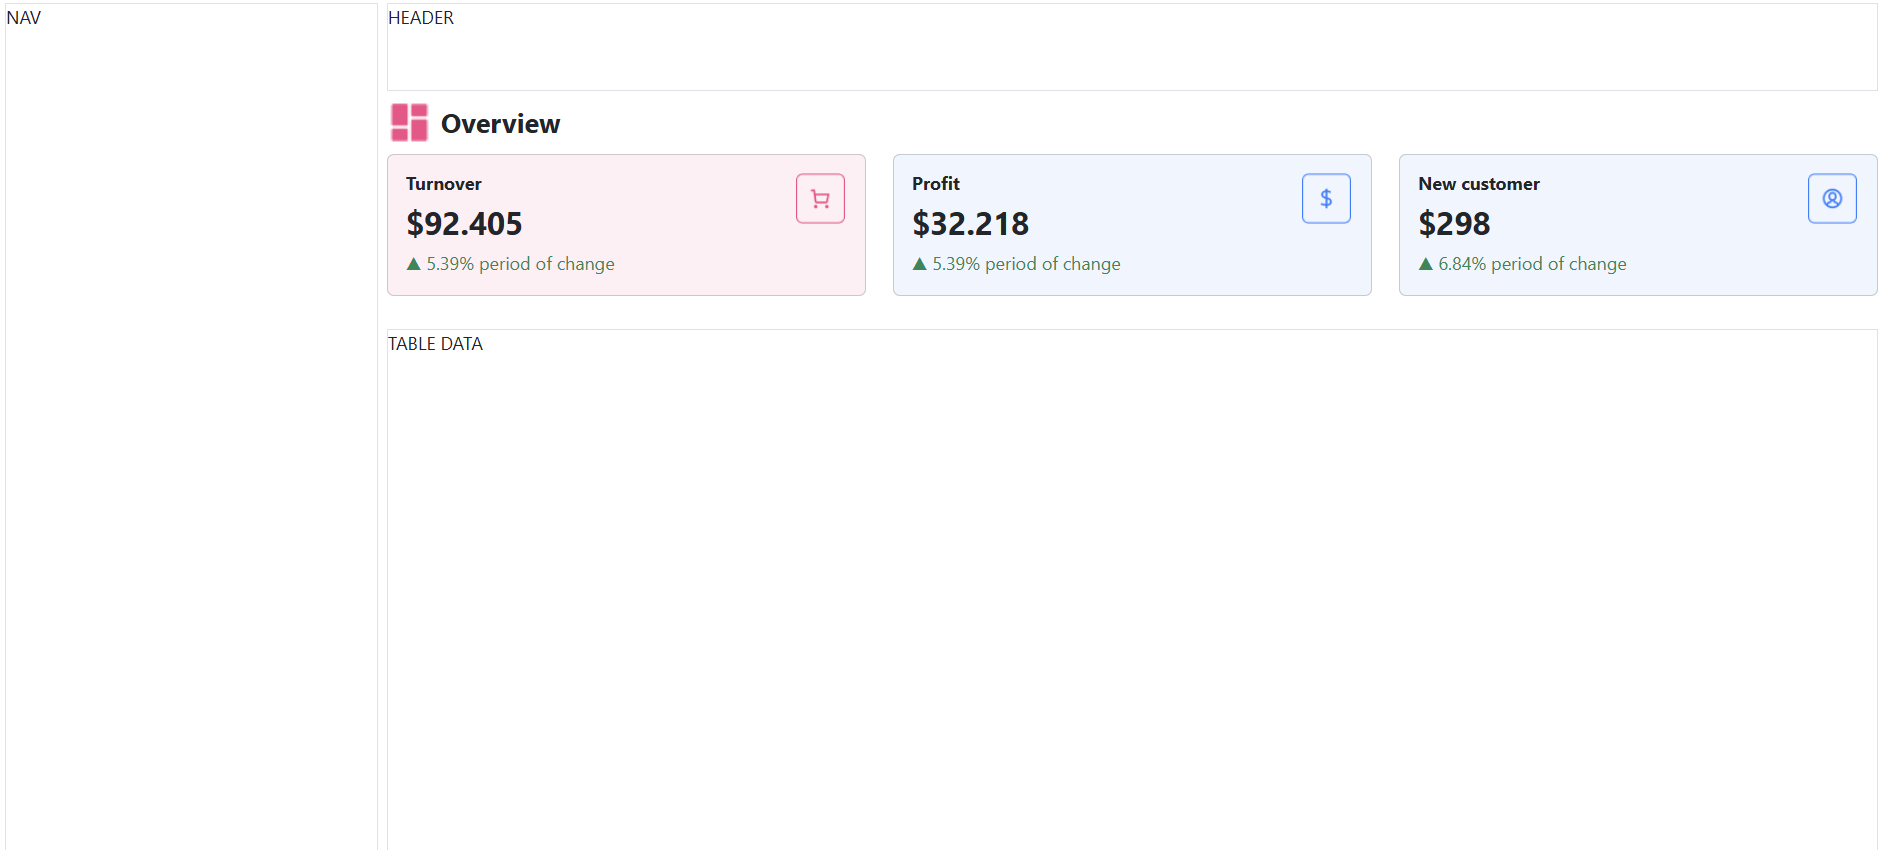 NAV
HEADER
Overview
Turnover
$92.405
▲ 5.39% period of change
Profit
$32.218
▲ 5.39% period of change
New customer
$298
▲ 6.84% period of change
TABLE DATA